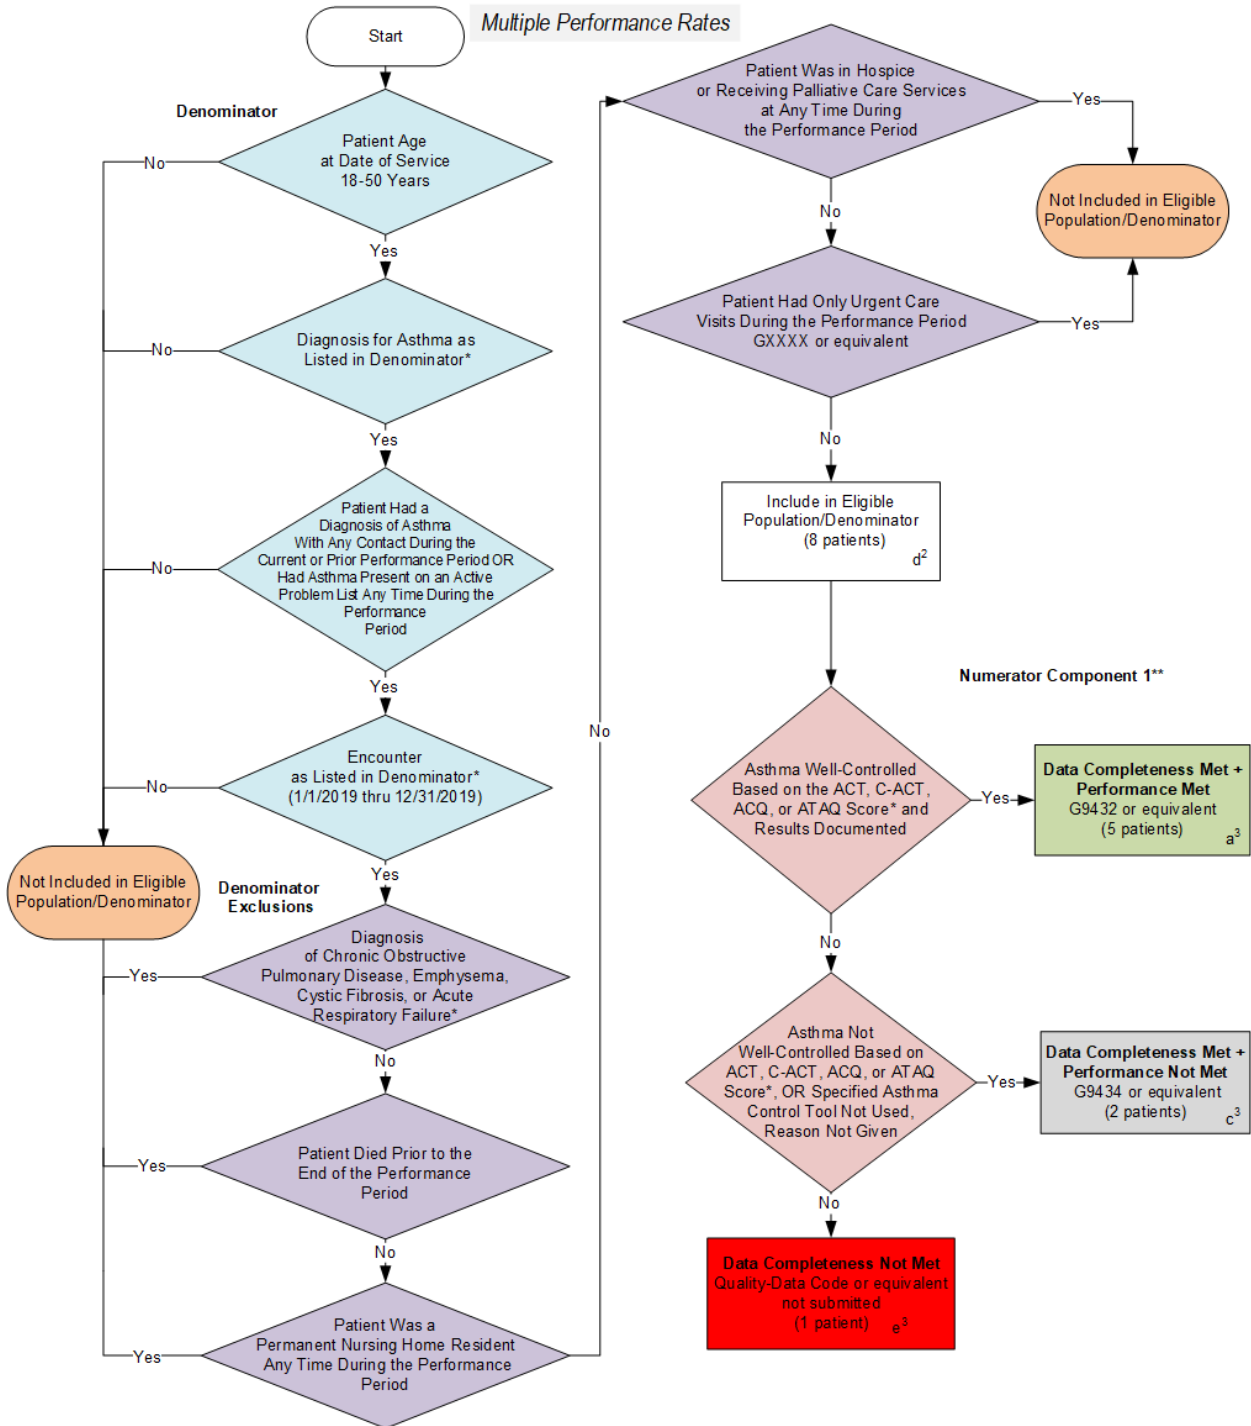 Multiple Performance Rates
Start
Denominator
Patient Age
at Date of Service
18-50 Years
No
Yes
Diagnosis for Asthma as
Listed in Denominator*
No
Yes
Patient Had a
Diagnosis of Asthma
With Any Contact During the
Current or Prior Performance Period OR
Had Asthma Present on an Active
Problem List Any Time During the
Performance
Period
No
Yes
Encounter
as Listed in Denominator*
(1/1/2019 thru 12/31/2019)
No
Yes
Not Included in Eligible
Population/Denominator
Denominator
Exclusions
Diagnosis
of Chronic Obstructive
Pulmonary Disease, Emphysema,
Cystic Fibrosis, or Acute
Respiratory Failure*
Yes
No
Patient Died Prior to the
End of the Performance
Period
Yes
No
Patient Was a
Permanent Nursing Home Resident
Any Time During the Performance
Period
Yes
No
Patient Was in Hospice
or Receiving Palliative Care Services
at Any Time During
the Performance Period
Yes
No
Not Included in Eligible
Population/Denominator
Patient Had Only Urgent Care
Visits During the Performance Period
GXXXX or equivalent
Yes
No
Include in Eligible
Population/Denominator
(8 patients)
d²
Numerator Component 1**
Asthma Well-Controlled
Based on the ACT, C-ACT,
ACQ, or ATAQ Score* and
Results Documented
Yes
Data Completeness Met +
Performance Met
G9432 or equivalent
(5 patients)
a³
No
Asthma Not
Well-Controlled Based on
ACT, C-ACT, ACQ, or ATAQ
Score*, OR Specified Asthma
Control Tool Not Used,
Reason Not Given
Yes
Data Completeness Met +
Performance Not Met
G9434 or equivalent
(2 patients)
c³
No
Data Completeness Not Met
Quality-Data Code or equivalent
not submitted
(1 patient)
e³